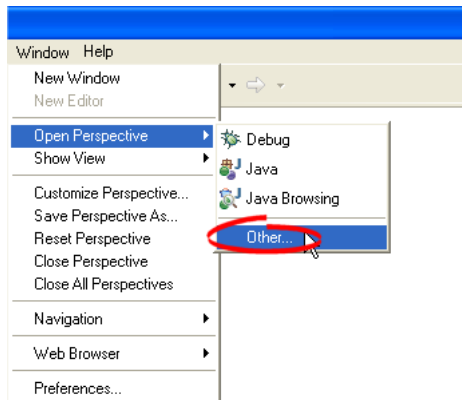 Window Help
New Window
New Editor
Open Perspective
Show View
Customize Perspective...
Save Perspective As...
Reset Perspective
Close Perspective
Close All Perspectives
Navigation
Web Browser
Preferences...
Debug
Java
Java Browsing
Other...